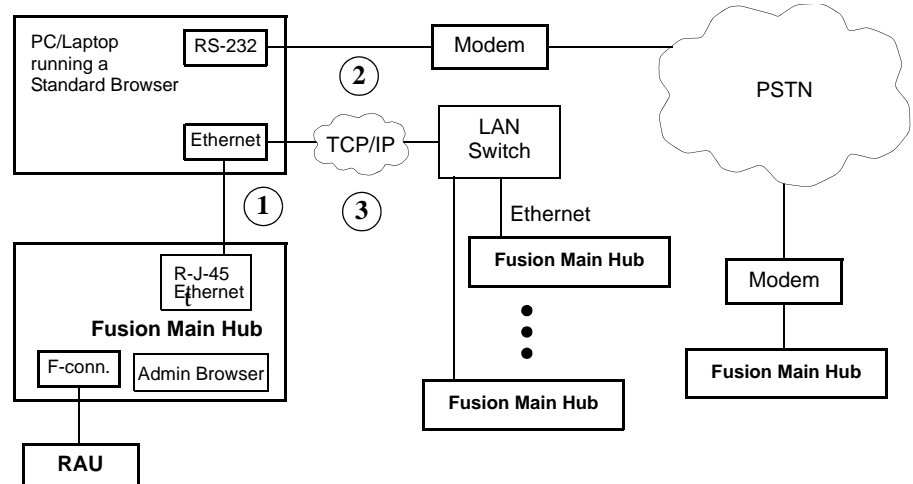 PC/Laptop
running a
Standard Browser
RS-232
Modem
2
PSTN
Ethernet
TCP/IP
LAN
Switch
1
3
Ethernet
R-J-45
Ethernet
t
Fusion Main Hub
F-conn.
Admin Browser
RAU
Fusion Main Hub
Fusion Main Hub
Modem
Fusion Main Hub